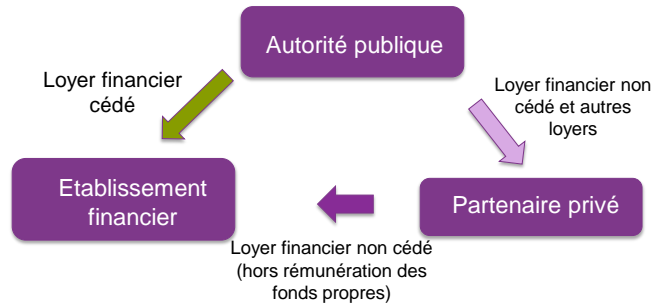 Autorité publique
Loyer financier
cédé
Loyer financier non
cédé et autres
loyers
Etablissement
financier
Partenaire privé
Loyer financier non cédé
(hors rémunération des
fonds propres)